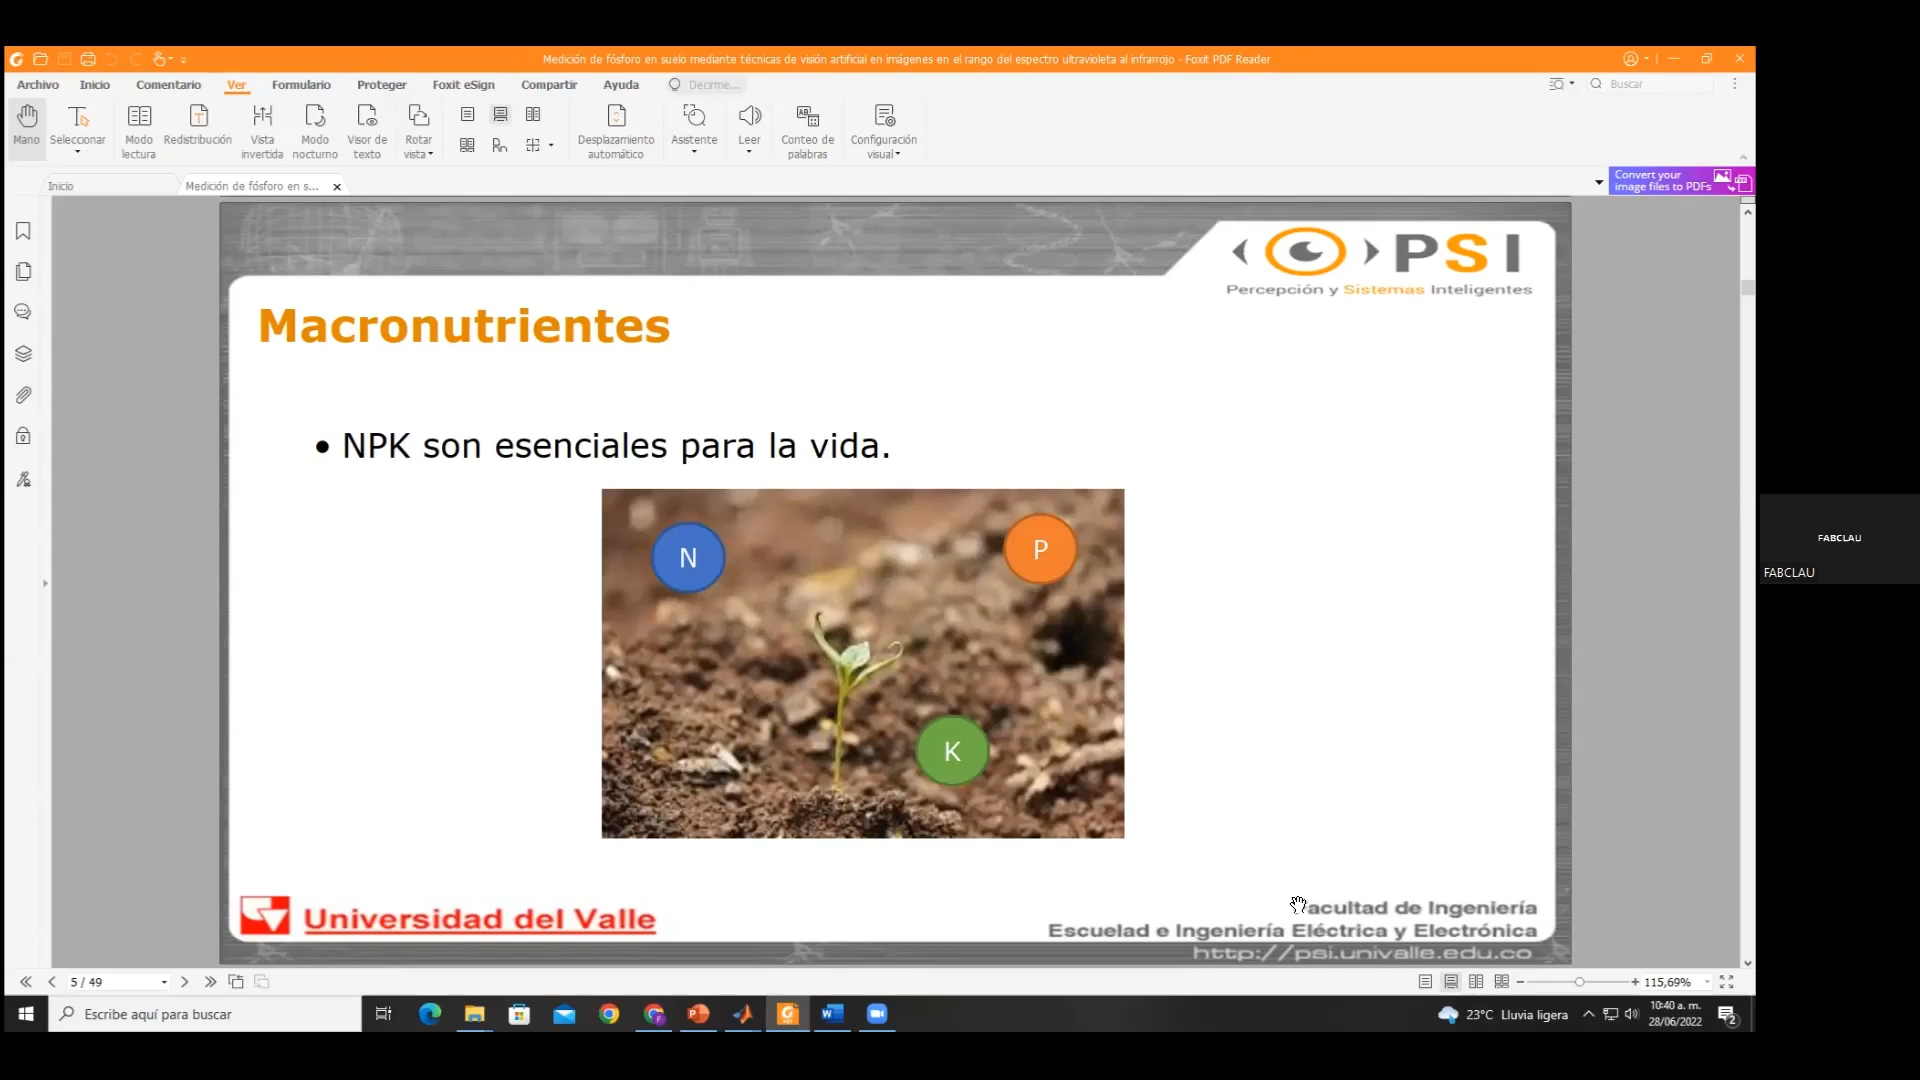 Medición de fósforo en suelo mediante técnicas de visión artificial en imágenes en el rango del espectro ultravioleta al infrarrojo - Foxit PDF Reader
Archivo Inicio Comentario Ver Formulario Proteger Foxit eSign Compartir Ayuda Decirme... Buscar
Mano Seleccionar Modo lectura Redistribución Vista invertida Modo nocturno Visor de texto Rotar vista Desplazamiento automático Asistente Leer Conteo de palabras Configuración visual
Inicio Medición de fósforo en s...
Convert your
image files to PDFs
PSI
Percepción y Sistemas Inteligentes
Macronutrientes
• NPK son esenciales para la vida.
N
P
K
FABCLAU
FABCLAU
Universidad del Valle
acultad de Ingeniería
Escuelad e Ingeniería Eléctrica y Electrónica
http://psi.univalle.edu.co
5 / 49
115,69%
Escribe aquí para buscar
23°C Lluvia ligera
10:40 a. m.
28/06/2022
2